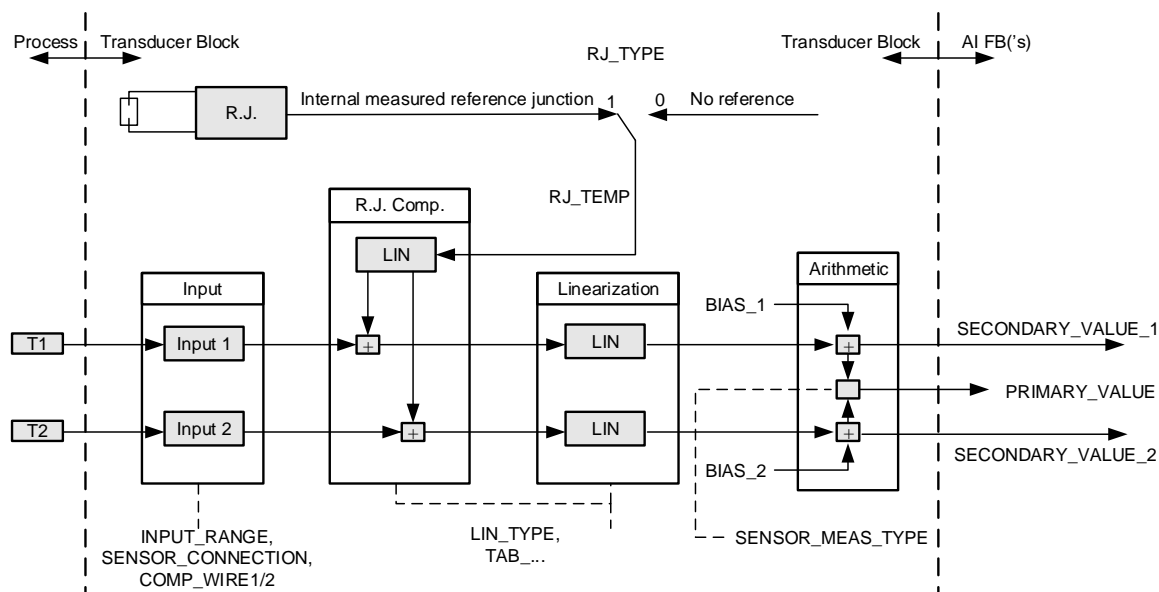 Process
Transducer Block
RJ_TYPE
Transducer Block
AI FB('s)
R.J.
Internal measured reference junction
1
0
No reference
RJ_TEMP
R.J. Comp.
LIN
Input
Linearization
Arithmetic
BIAS_1
T1
Input 1
+
LIN
+
SECONDARY_VALUE_1
PRIMARY_VALUE
T2
Input 2
+
LIN
+
SECONDARY_VALUE_2
BIAS_2
INPUT_RANGE,
SENSOR_CONNECTION,
COMP_WIRE1/2
LIN_TYPE,
TAB_...
SENSOR_MEAS_TYPE